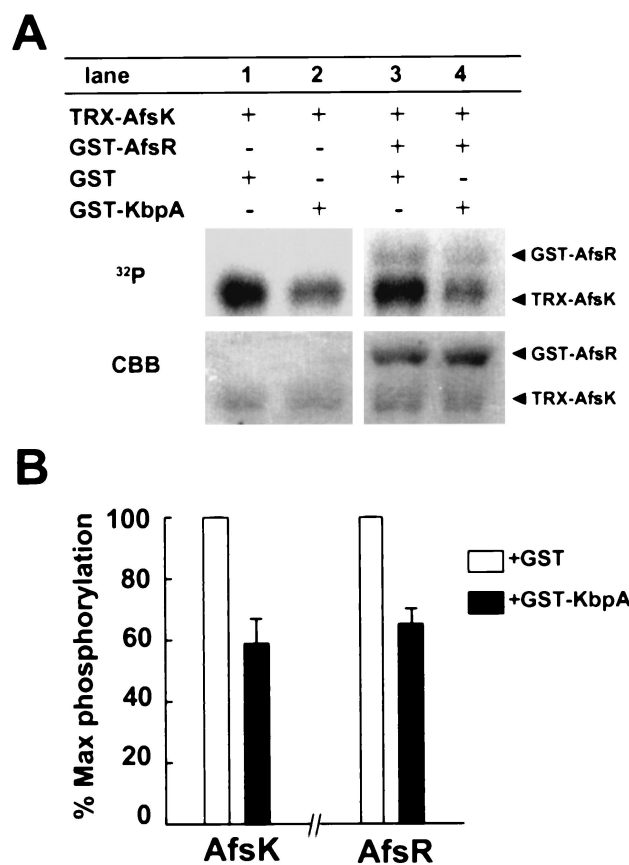 A
lane 1 2 3 4
TRX-AfsK + + + +
GST-AfsR - - + +
GST + - + -
GST-KbpA - + - +
32P
GST-AfsR
TRX-AfsK
CBB
GST-AfsR
TRX-AfsK
B
% Max phosphorylation
100
80
60
40
20
0
+GST
+GST-KbpA
AfsK
AfsR